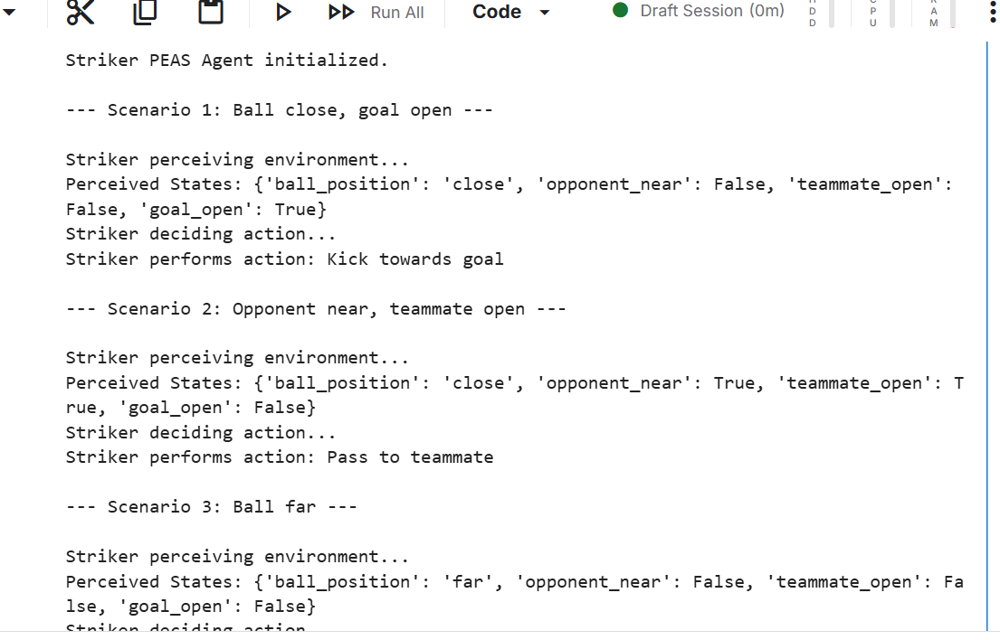 Run All Code Draft Session (0m) H D D C P U R A M
Striker PEAS Agent initialized.
--- Scenario 1: Ball close, goal open ---
Striker perceiving environment...
Perceived States: {'ball_position': 'close', 'opponent_near': False, 'teammate_open':
False, 'goal_open': True}
Striker deciding action...
Striker performs action: Kick towards goal
--- Scenario 2: Opponent near, teammate open ---
Striker perceiving environment...
Perceived States: {'ball_position': 'close', 'opponent_near': True, 'teammate_open': T
rue, 'goal_open': False}
Striker deciding action...
Striker performs action: Pass to teammate
--- Scenario 3: Ball far ---
Striker perceiving environment...
Perceived States: {'ball_position': 'far', 'opponent_near': False, 'teammate_open': Fa
lse, 'goal_open': False}
Striker deciding action